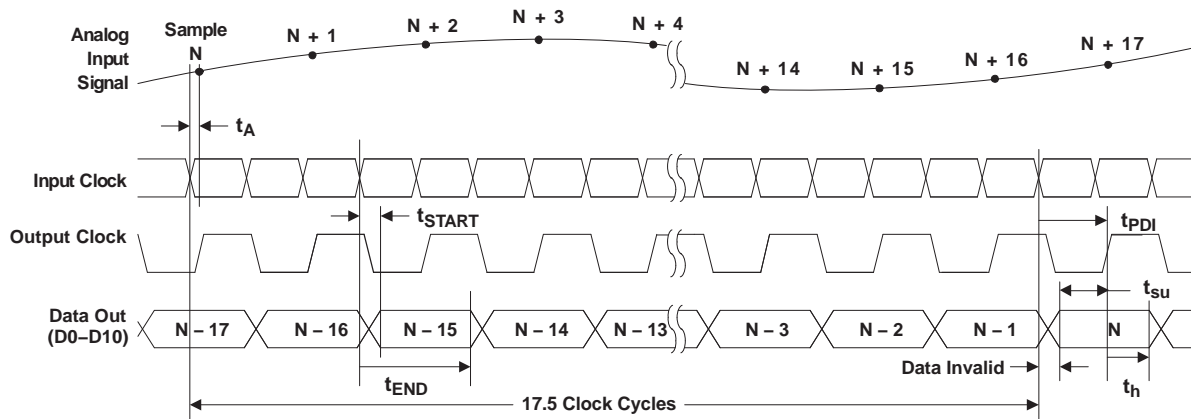 Analog
Input
Signal
Sample
N
N + 1
N + 2
N + 3
N + 4
N + 14
N + 15
N + 16
N + 17
tA
Input Clock
tSTART
tPDI
Output Clock
tsu
Data Out
(D0–D10)
N – 17
N – 16
N – 15
N – 14
N – 13
N – 3
N – 2
N – 1
N
Data Invalid
tEND
th
17.5 Clock Cycles